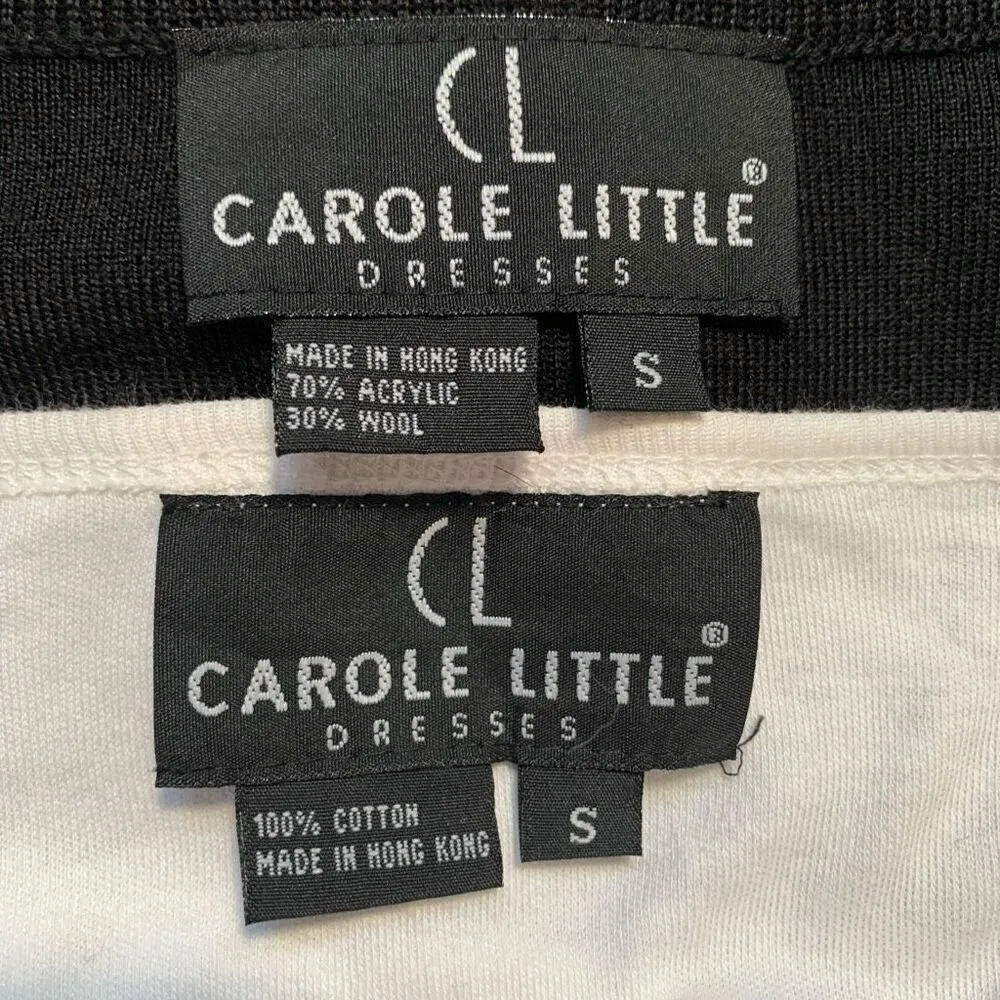 CL
CAROLE LITTLE®
DRESSES
MADE IN HONG KONG
70% ACRYLIC
30% WOOL
S
CL
CAROLE LITTLE®
DRESSES
100% COTTON
MADE IN HONG KONG
S